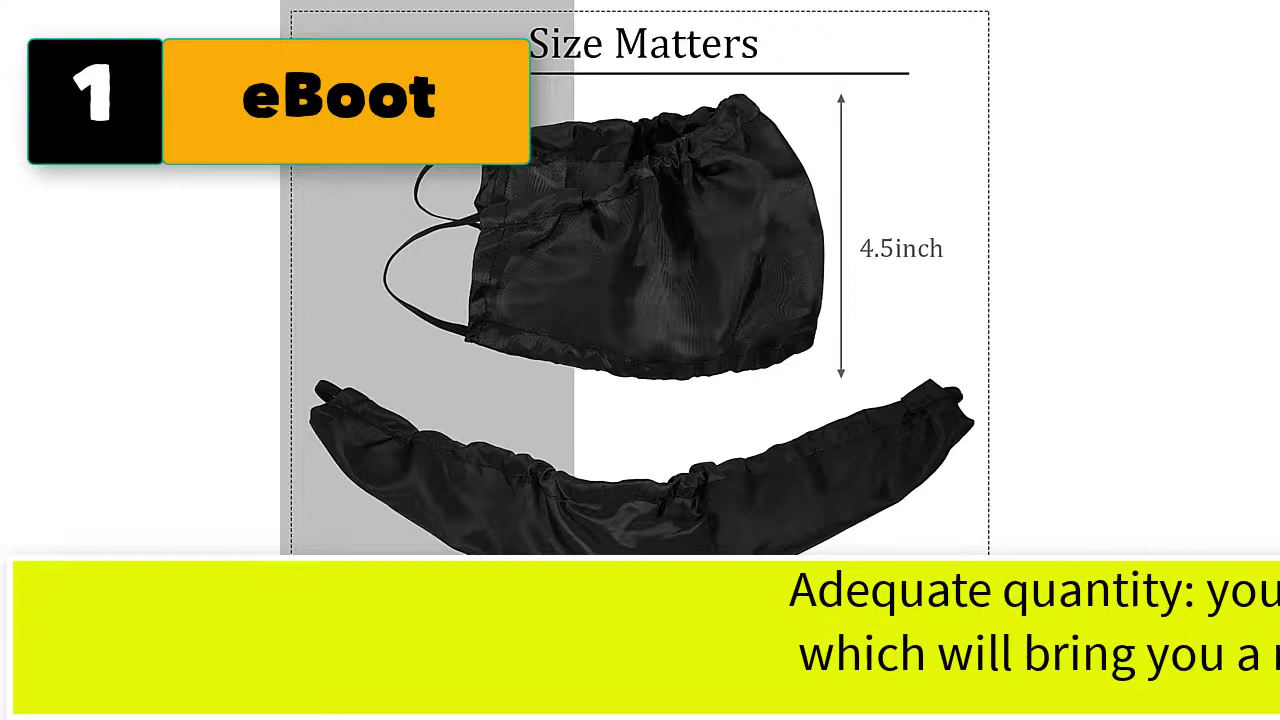 Size Matters
1
eBoot
4.5inch
Adequate quantity: you
which will bring you a